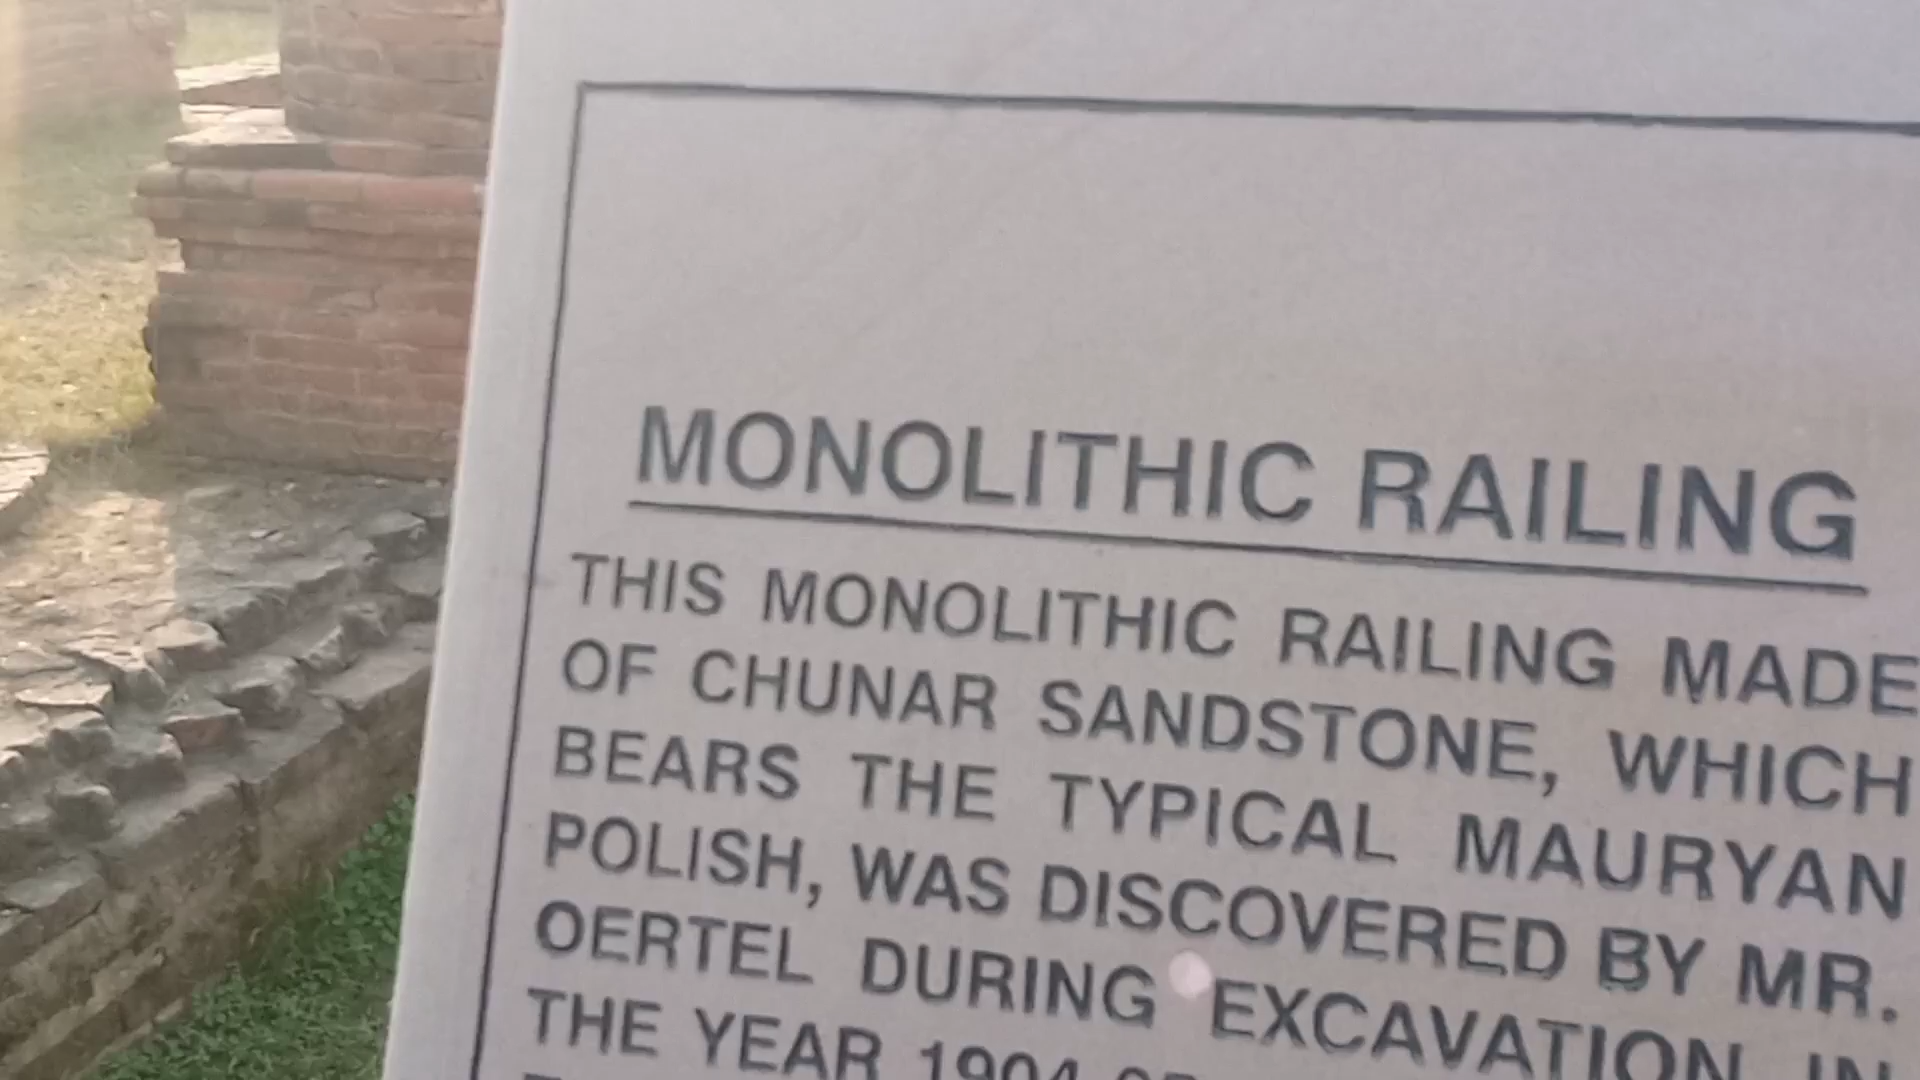 MONOLITHIC RAILING
THIS MONOLITHIC RAILING MADE
OF CHUNAR SANDSTONE, WHICH
BEARS THE TYPICAL MAURYAN
POLISH, WAS DISCOVERED BY MR.
OERTEL DURING EXCAVATION IN
THE YEAR 1904